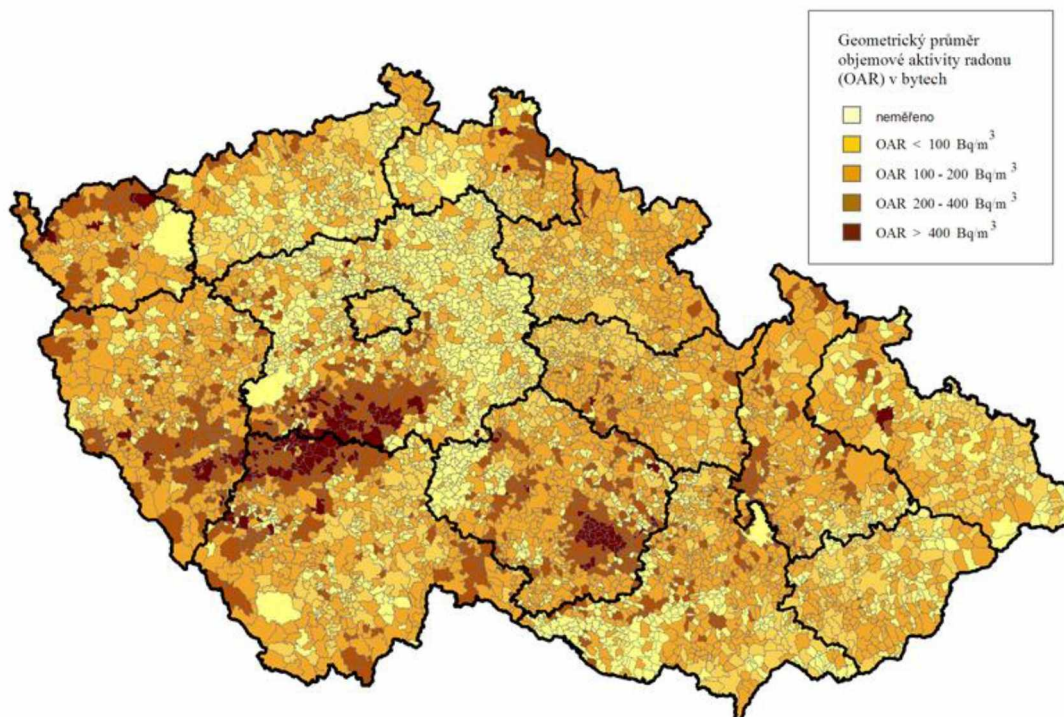 Geometrický průměr
objemové aktivity radonu
(OAR) v bytech
neměřeno
OAR < 100 Bq/m³
OAR 100 - 200 Bq/m³
OAR 200 - 400 Bq/m³
OAR > 400 Bq/m³